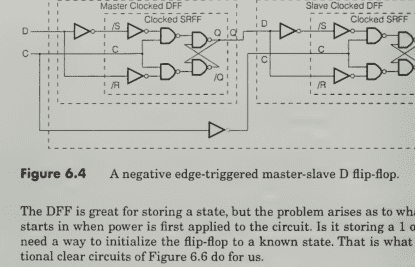 Master Clocked DFF
Slave Clocked DFF
Clocked SRFF
Clocked SRFF
D
/S
Q
Q
D
/S
C
C
C
C
/R
/Q
/R
Figure 6.4 A negative edge-triggered master-slave D flip-flop.
The DFF is great for storing a state, but the problem arises as to wha
starts in when power is first applied to the circuit. Is it storing a 1 o
need a way to initialize the flip-flop to a known state. That is what
tional clear circuits of Figure 6.6 do for us.